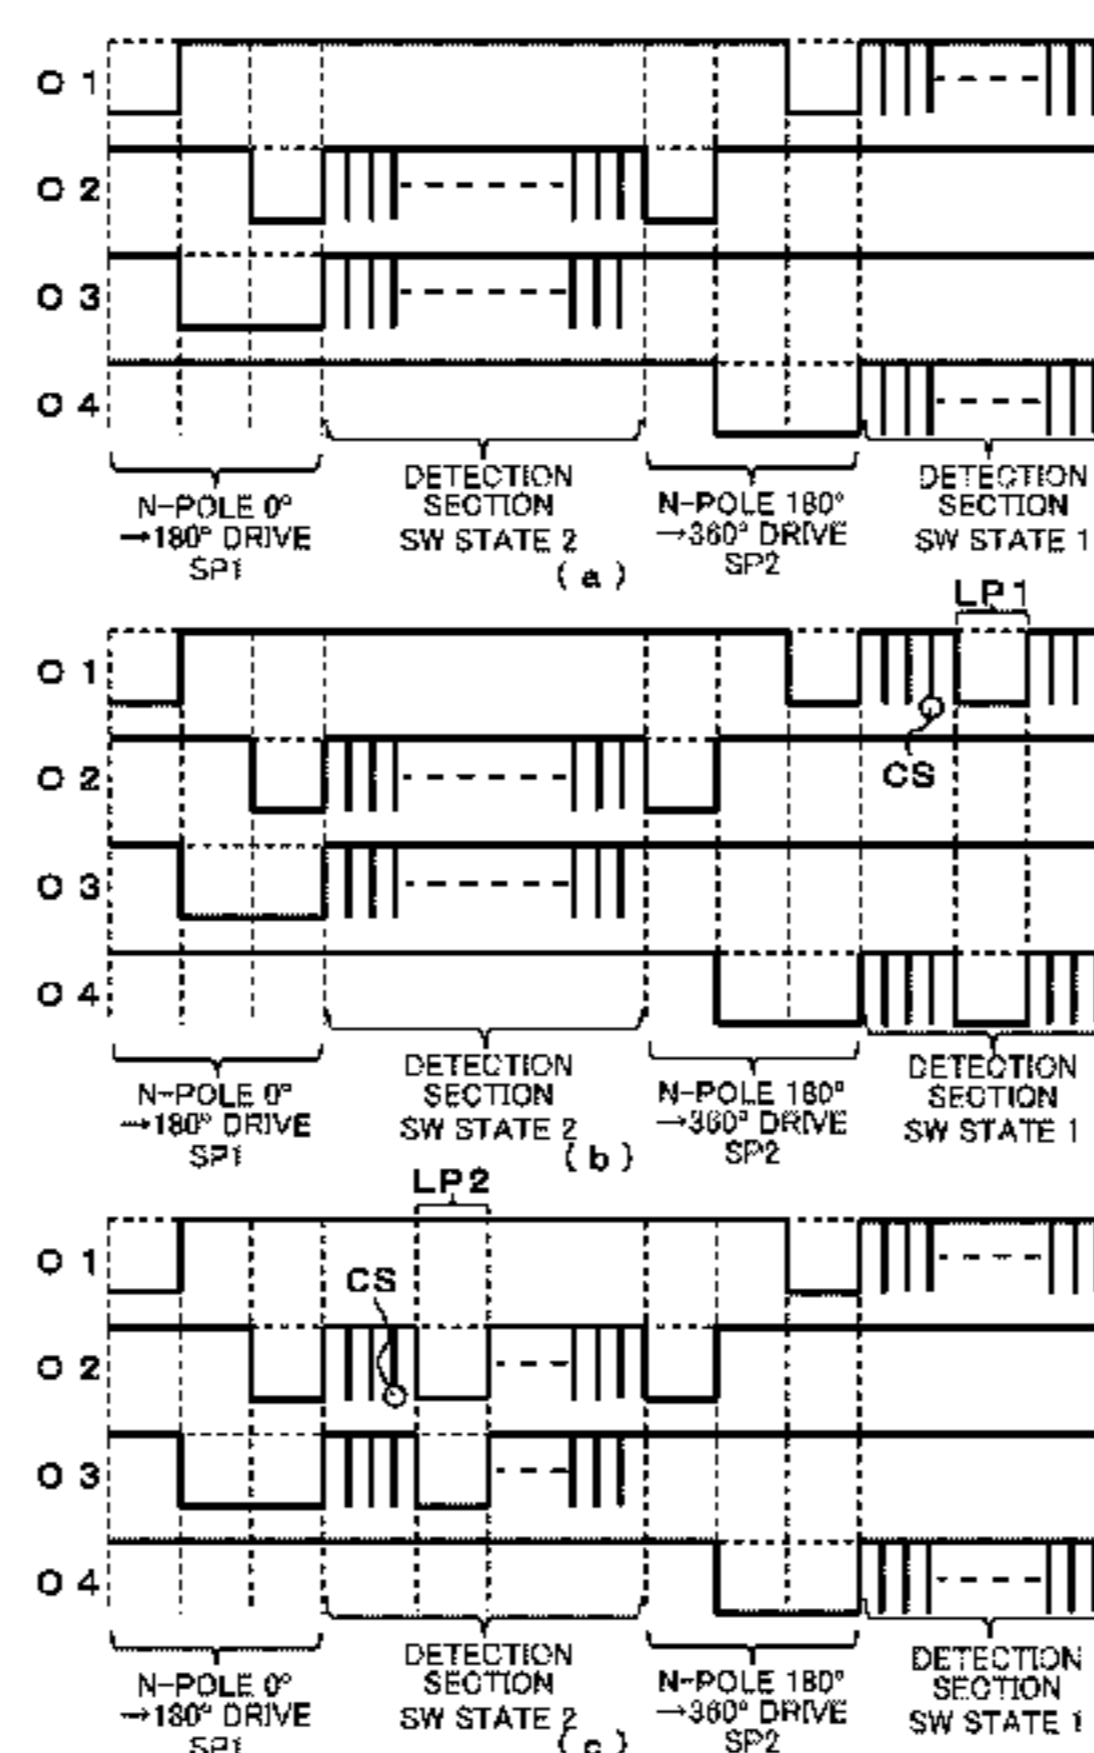 O 1
O 2
O 3
O 4
N-POLE 0°
→180° DRIVE
SP1
DETECTION
SECTION
SW STATE 2
N-POLE 180°
→360° DRIVE
SP2
DETECTION
SECTION
SW STATE 1
(a)
LP1
O 1
CS
O 2
O 3
O 4
N-POLE 0°
→180° DRIVE
SP1
DETECTION
SECTION
SW STATE 2
N-POLE 180°
→360° DRIVE
SP2
DETECTION
SECTION
SW STATE 1
(b)
LP2
O 1
CS
O 2
O 3
O 4
N-POLE 0°
→180° DRIVE
SP1
DETECTION
SECTION
SW STATE 2
N-POLE 180°
→360° DRIVE
SP2
DETECTION
SECTION
SW STATE 1
(c)